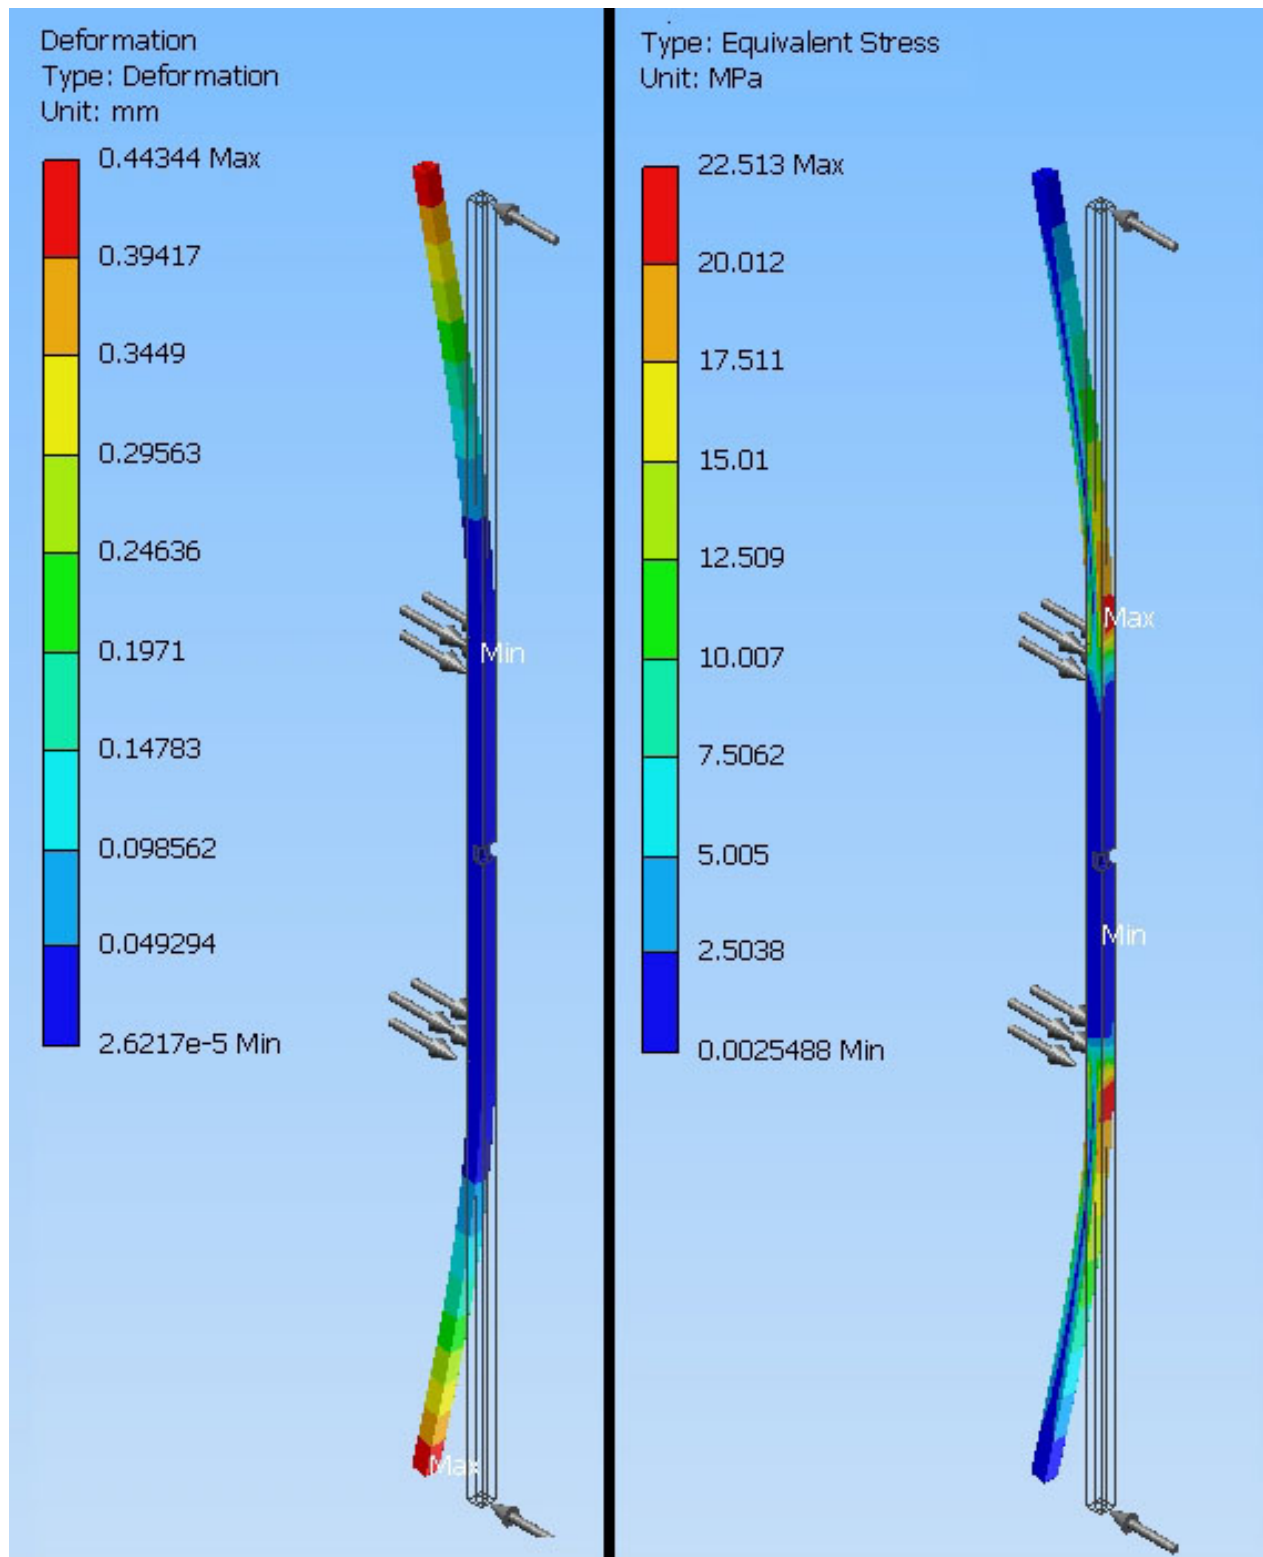 Deformation
Type: Deformation
Unit: mm
0.44344 Max
0.39417
0.3449
0.29563
0.24636
0.1971
0.14783
0.098562
0.049294
2.6217e-5 Min
Min
Max
Type: Equivalent Stress
Unit: MPa
22.513 Max
20.012
17.511
15.01
12.509
10.007
7.5062
5.005
2.5038
0.0025488 Min
Max
Min